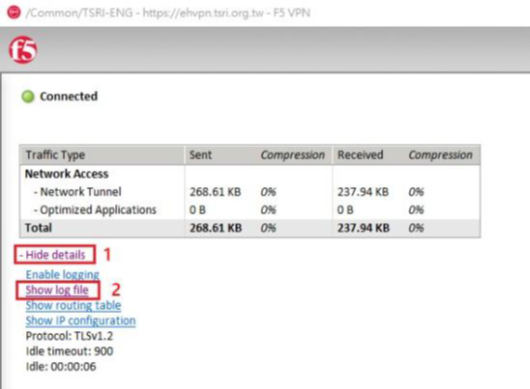 /Common/TSRI-ENG - https://ehvpn.tsri.org.tw - F5 VPN
f5
Connected
Traffic Type Sent Compression Received Compression
Network Access
- Network Tunnel 268.61 KB 0% 237.94 KB 0%
- Optimized Applications 0 B 0% 0 B 0%
Total 268.61 KB 0% 237.94 KB 0%
- Hide details 1
Enable logging
Show log file 2
Show routing table
Show IP configuration
Protocol: TLSv1.2
Idle timeout: 900
Idle: 00:00:06